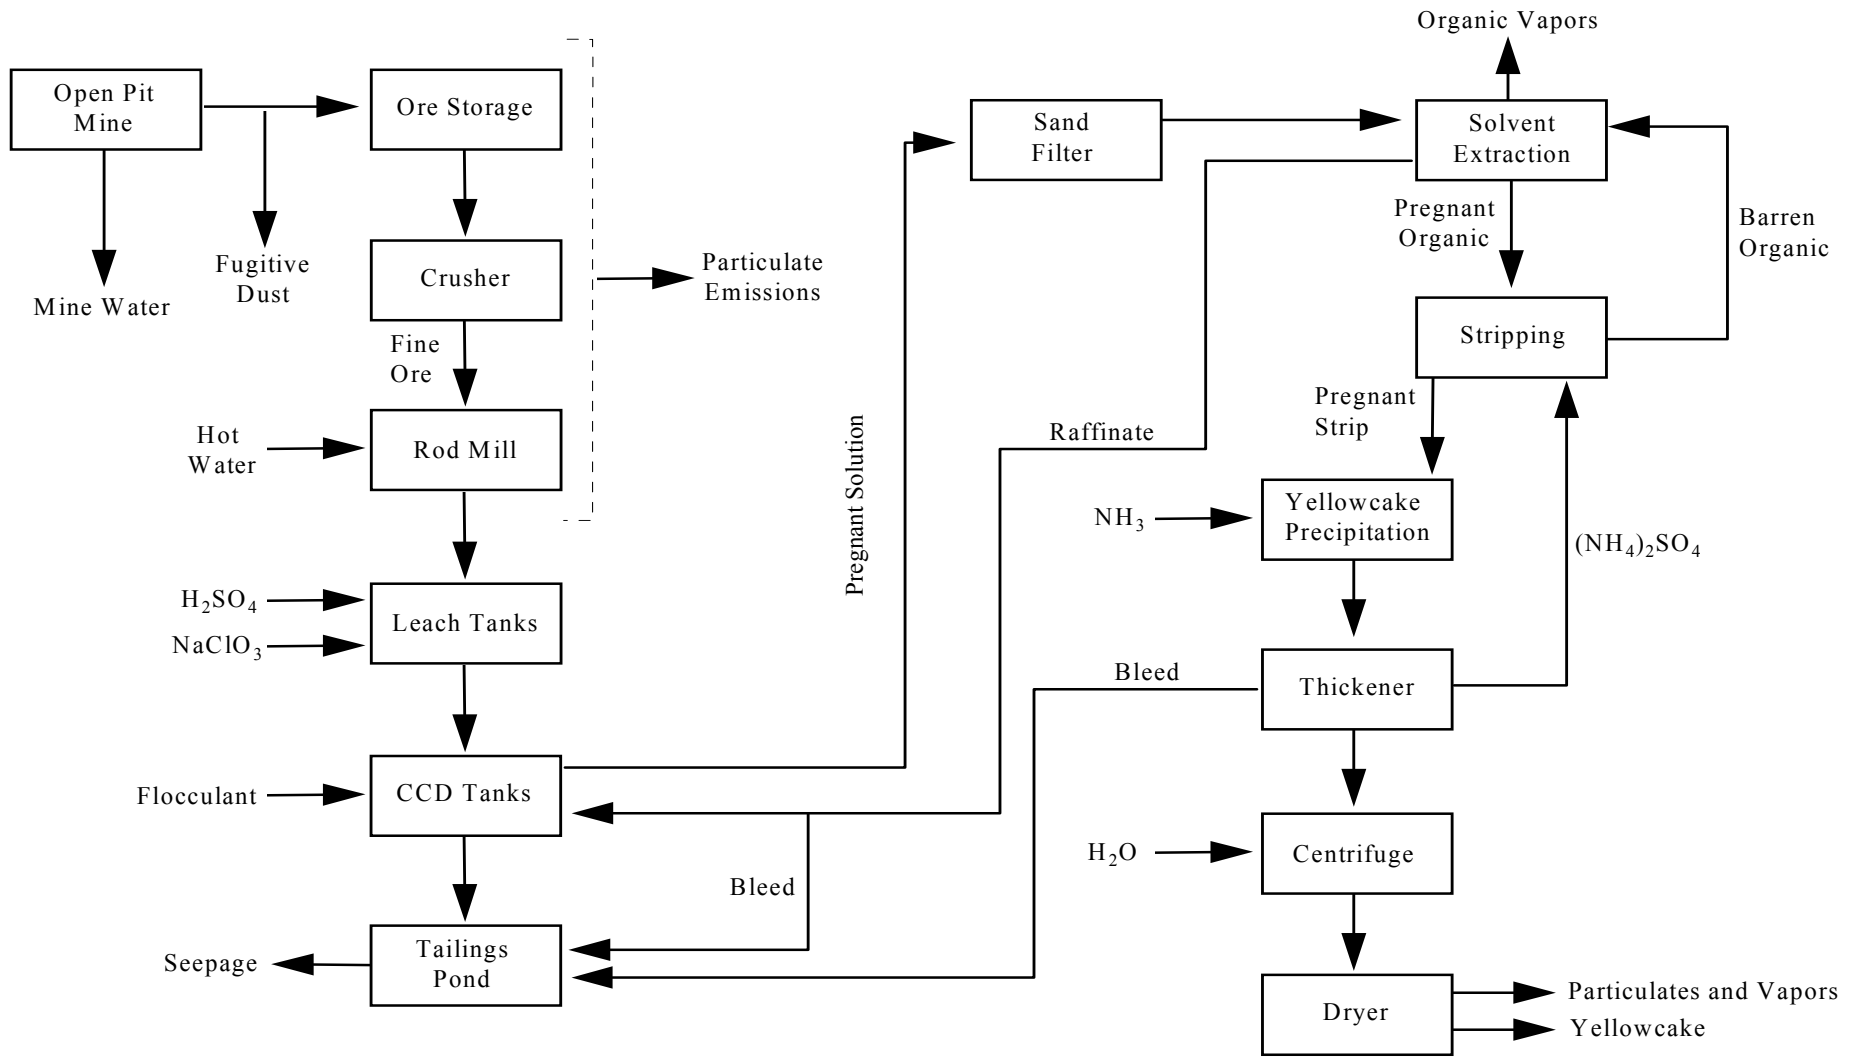 Organic Vapors
Open Pit
Mine
Ore Storage
Sand
Filter
Solvent
Extraction
Pregnant
Organic
Barren
Organic
Fugitive
Dust
Mine Water
Crusher
Particulate
Emissions
Fine
Ore
Stripping
Pregnant
Strip
Hot
Water
Rod Mill
Pregnant Solution
Raffinate
Yellowcake
Precipitation
NH3
(NH4)2SO4
H2SO4
NaClO3
Leach Tanks
Bleed
Thickener
Flocculant
CCD Tanks
H2O
Centrifuge
Bleed
Seepage
Tailings
Pond
Dryer
Particulates and Vapors
Yellowcake